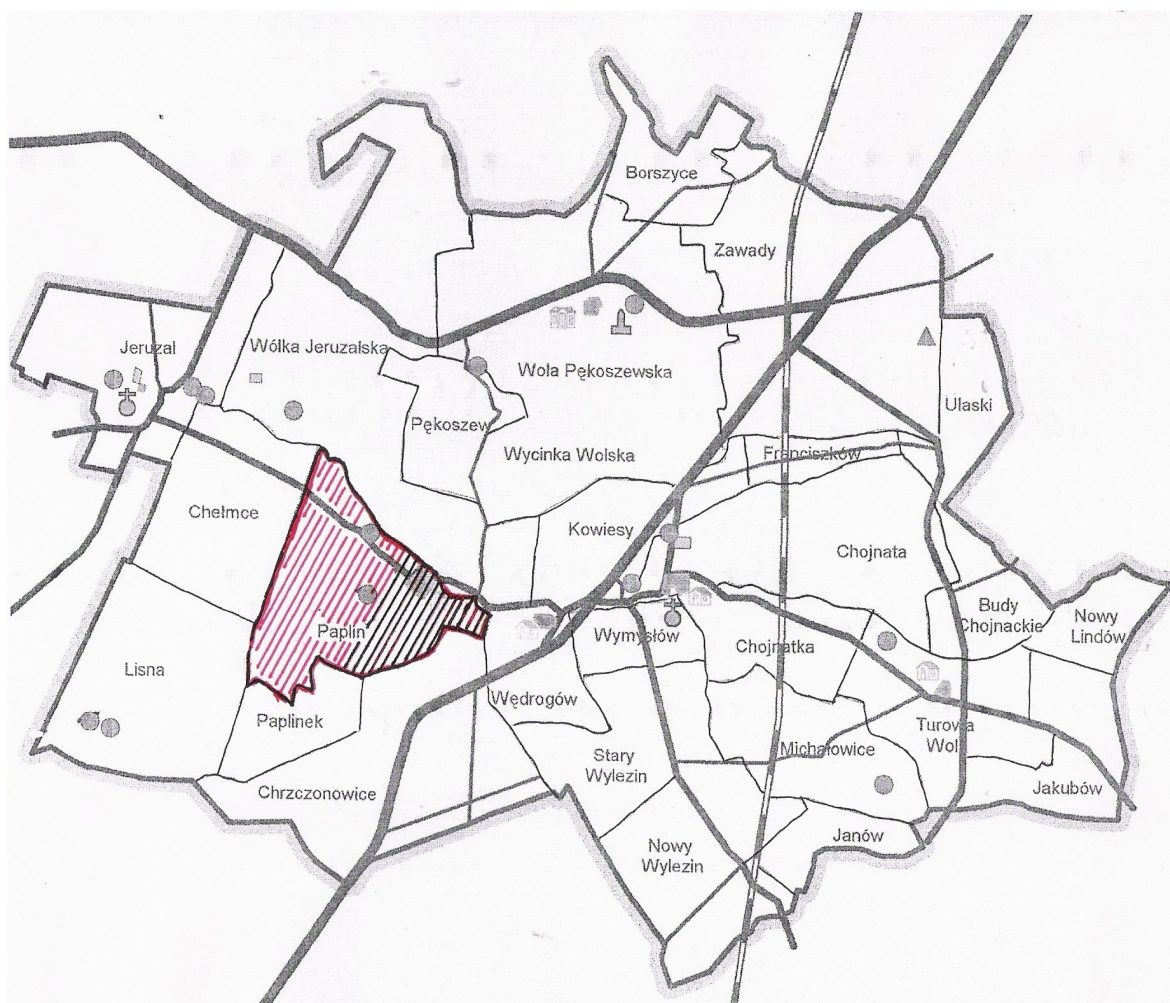 Borszyce
Zawady
Jeruzal
Wólka Jeruzalska
Wola Pękoszewska
Ulaski
Pękoszew
Wycinka Wolska
Franciszków
Chełmce
Kowiesy
Chojnata
Budy
Chojnackie
Nowy
Lindów
Paplin
Wymysłów
Chojnatka
Lisna
Wędrogów
Paplinek
Turowa
Wola
Stary
Wylezin
Michałowice
Chrzczonowice
Jakubów
Nowy
Wylezin
Janów